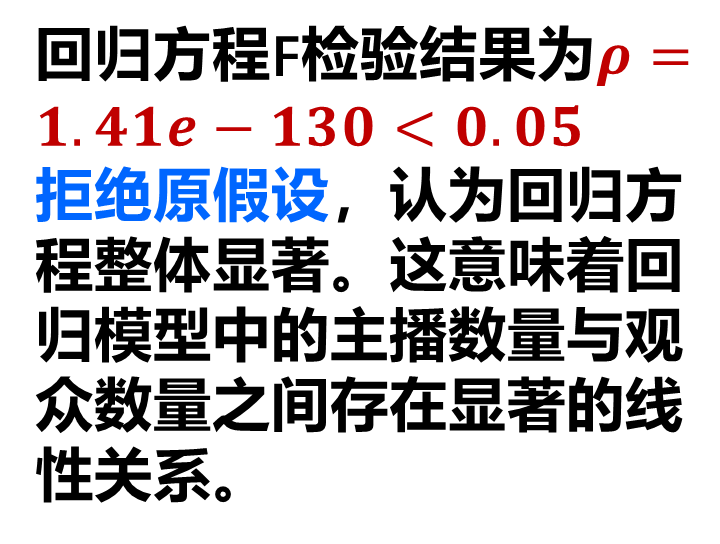 回归方程F检验结果为𝝆 =
𝟏.𝟒𝟏𝒆 − 𝟏𝟑𝟎 < 𝟎.𝟎𝟓
拒绝原假设，认为回归方
程整体显著。这意味着回
归模型中的主播数量与观
众数量之间存在显著的线
性关系。